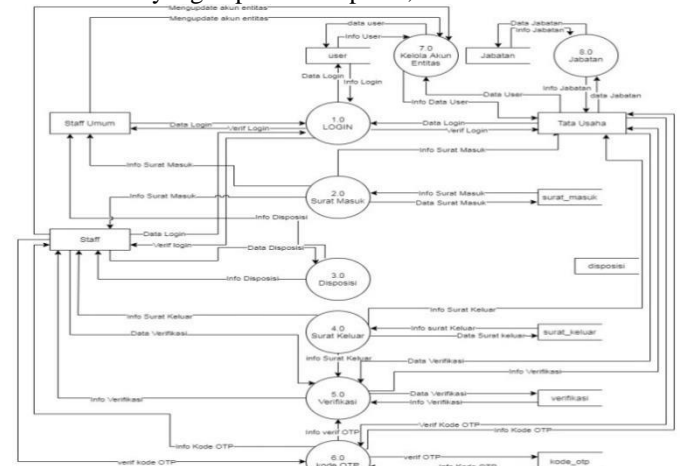 Mengupdate akun entitas
Mengupdate akun entitas
data user
info User
user
7.0
Kelola Akun
Entitas
Jabatan
Data Jabatan
Info Jabatan
8.0
Jabatan
Data Login
Info Login
Data User
Info Data User
Info Jabatan
data Jabatan
Staff Umum
Data Login
Verif Login
1.0
LOGIN
Data Login
Verif Login
Tata Usaha
Info Surat Masuk
Info Surat Masuk
2.0
Surat Masuk
Info Surat Masuk
Info Surat Masuk
Data Surat Masuk
surat_masuk
Info Disposisi
Staff
Data Login
Verif login
Data Disposisi
Info Disposisi
3.0
Disposisi
disposisi
Info Surat Keluar
Info Surat Keluar
Data Verifikasi
4.0
Surat Keluar
Info surat Keluar
Data Surat keluar
surat_keluar
info Surat Keluar
Data Verifikasi
Info Verifikasi
Info Verifikasi
5.0
Verifikasi
Data Verifikasi
Info Verifikasi
verifikasi
Info verif OTP
Verif Kode OTP
Info Kode OTP
Info Kode OTP
verif kode OTP
6.0
kode OTP
verif OTP
Info Kode OTP
kode_otp